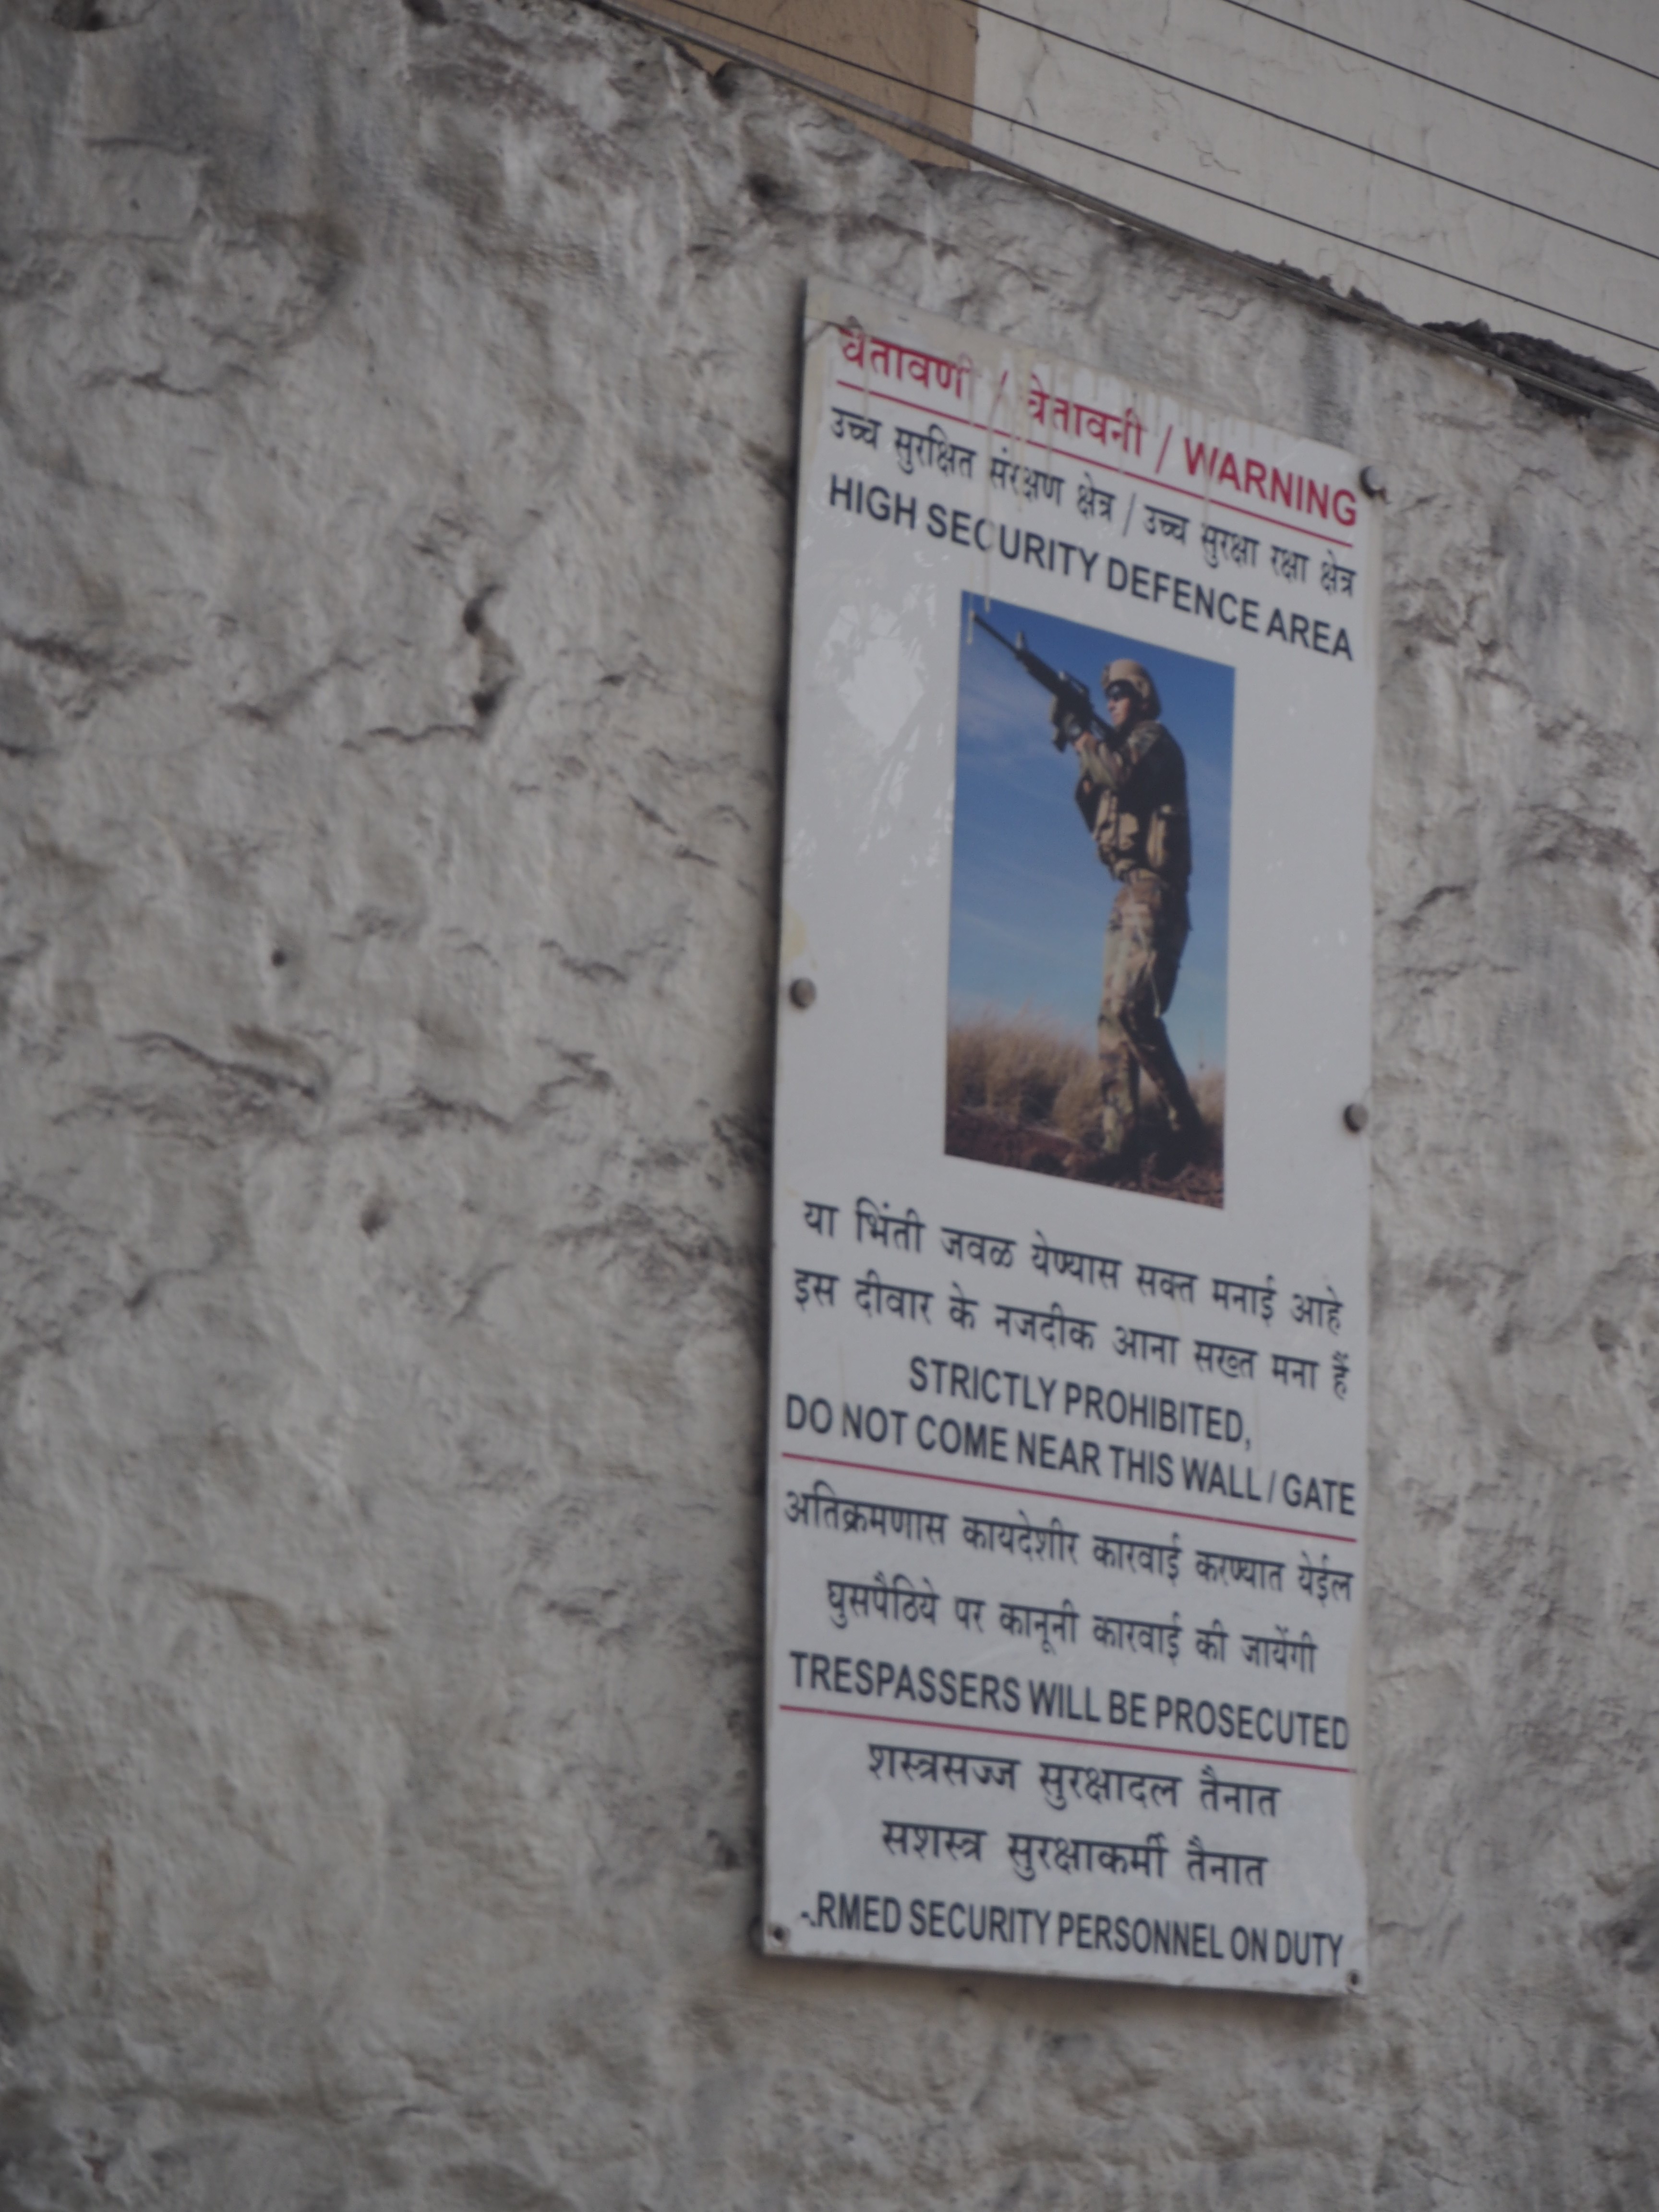 चेतावणी / चेतावनी / WARNING
उच्च सुरक्षित संरक्षण क्षेत्र / उच्च सुरक्षा रक्षा क्षेत्र
HIGH SECURITY DEFENCE AREA
या भिंती जवळ येण्यास सक्त मनाई आहे
इस दीवार के नजदीक आना सख्त मना हैं
STRICTLY PROHIBITED,
DO NOT COME NEAR THIS WALL / GATE
अतिक्रमणास कायदेशीर कारवाई करण्यात येईल
घुसपैठिये पर कानूनी कारवाई की जायेंगी
TRESPASSERS WILL BE PROSECUTED
शस्त्रसज्ज सुरक्षादल तैनात
सशस्त्र सुरक्षाकर्मी तैनात
ARMED SECURITY PERSONNEL ON DUTY